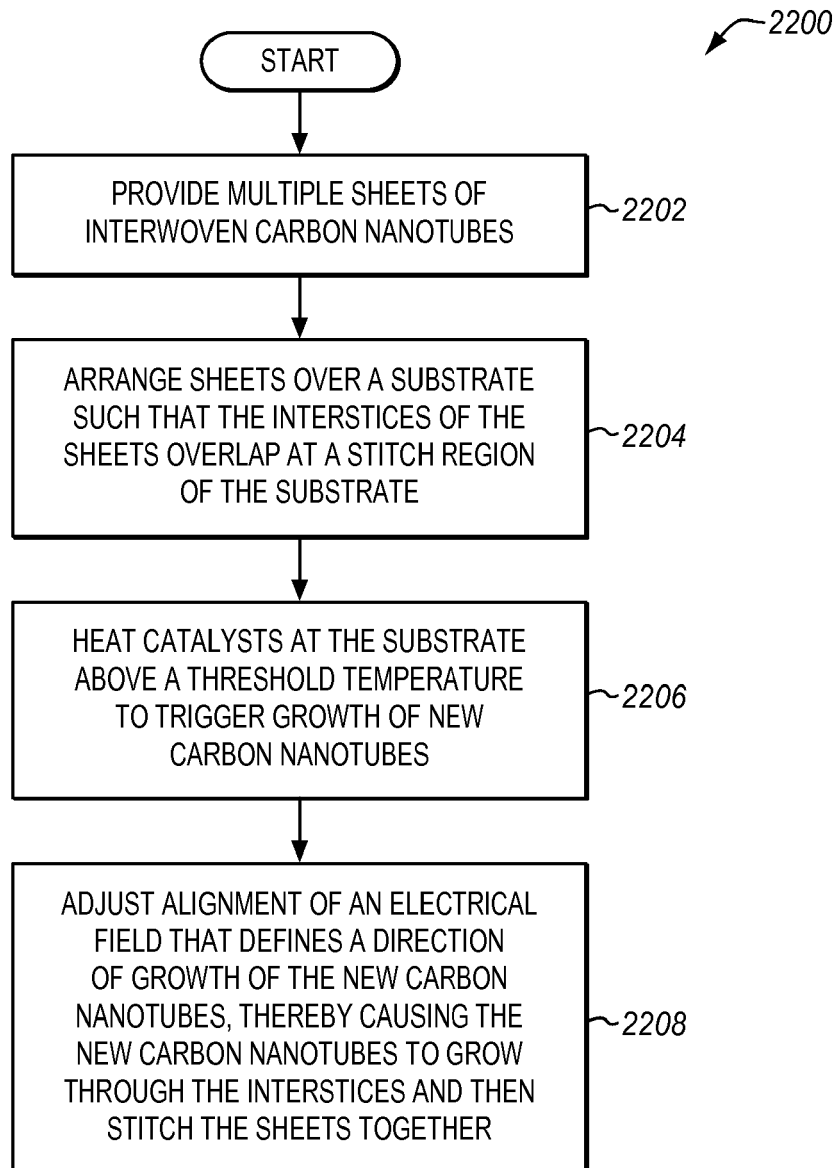 2200
START
PROVIDE MULTIPLE SHEETS OF
INTERWOVEN CARBON NANOTUBES
2202
ARRANGE SHEETS OVER A SUBSTRATE
SUCH THAT THE INTERSTICES OF THE
SHEETS OVERLAP AT A STITCH REGION
OF THE SUBSTRATE
2204
HEAT CATALYSTS AT THE SUBSTRATE
ABOVE A THRESHOLD TEMPERATURE
TO TRIGGER GROWTH OF NEW
CARBON NANOTUBES
2206
ADJUST ALIGNMENT OF AN ELECTRICAL
FIELD THAT DEFINES A DIRECTION
OF GROWTH OF THE NEW CARBON
NANOTUBES, THEREBY CAUSING THE
NEW CARBON NANOTUBES TO GROW
THROUGH THE INTERSTICES AND THEN
STITCH THE SHEETS TOGETHER
2208